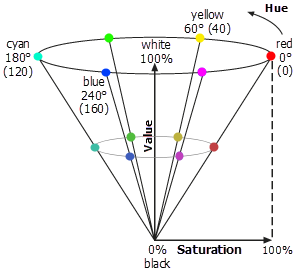 Hue
yellow
60° (40)
cyan
180°
(120)
white
100%
red
0°
(0)
blue
240°
(160)
Value
0%
black
Saturation
100%